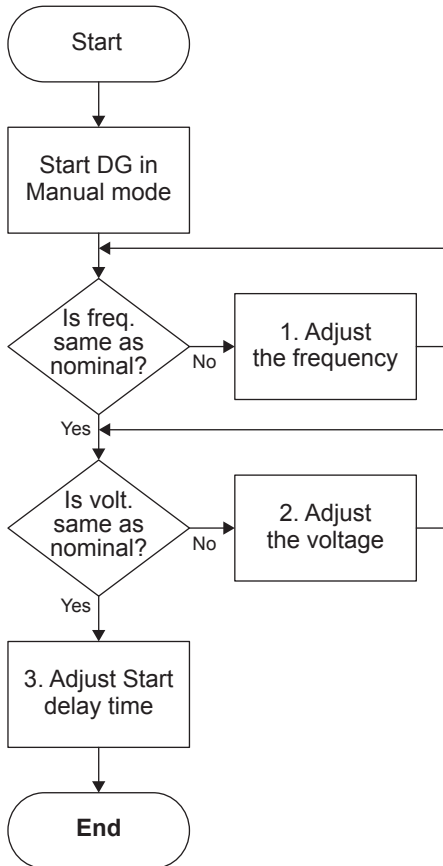 Start
Start DG in
Manual mode
Is freq.
same as
nominal?
No
1. Adjust
the frequency
Yes
Is volt.
same as
nominal?
No
2. Adjust
the voltage
Yes
3. Adjust Start
delay time
End